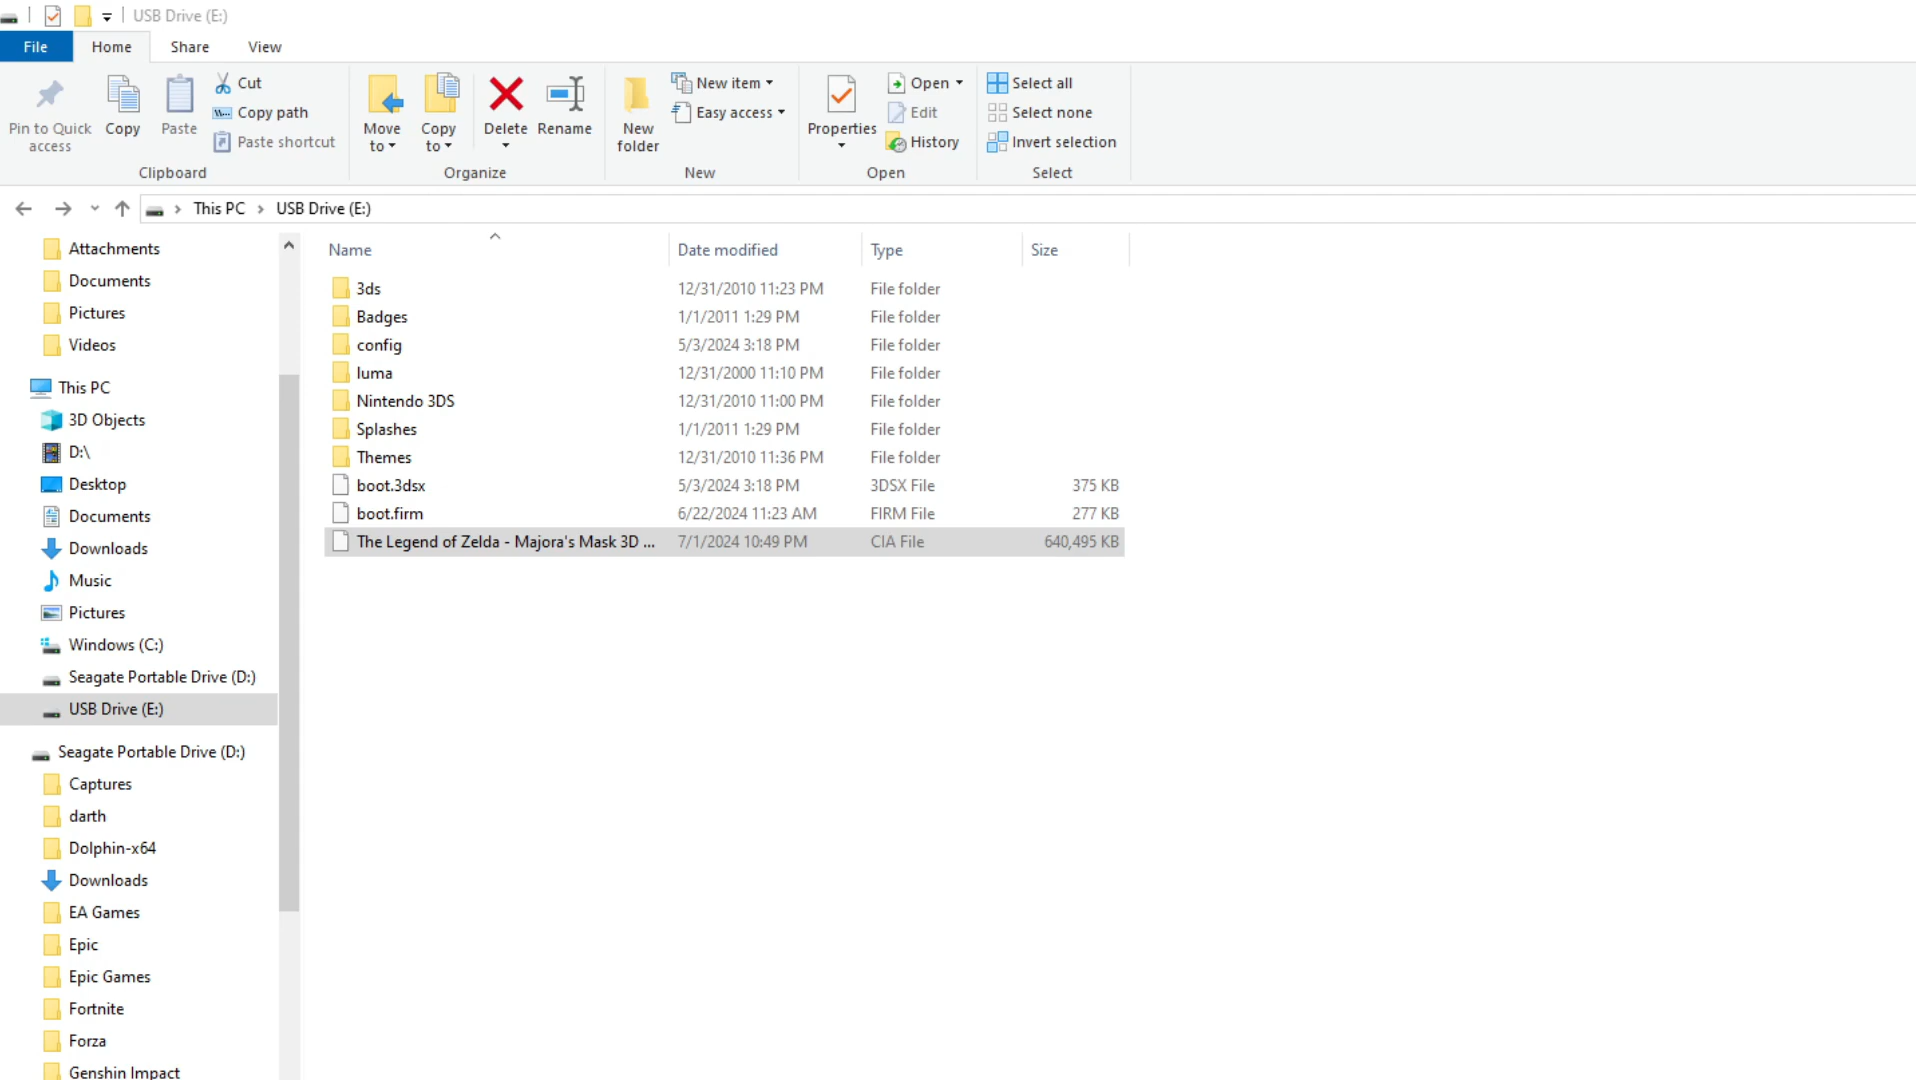 USB Drive (E:)
File
Home
Share
View
Pin to Quick
access
Copy
Paste
Cut
Copy path
Paste shortcut
Clipboard
Move
to
Copy
to
Delete
Rename
Organize
New
folder
New item
Easy access
New
Properties
Open
Edit
History
Open
Select all
Select none
Invert selection
Select
This PC
USB Drive (E:)
Name
Date modified
Type
Size
3ds 12/31/2010 11:23 PM File folder
Badges 1/1/2011 1:29 PM File folder
config 5/3/2024 3:18 PM File folder
luma 12/31/2000 11:10 PM File folder
Nintendo 3DS 12/31/2010 11:00 PM File folder
Splashes 1/1/2011 1:29 PM File folder
Themes 12/31/2010 11:36 PM File folder
boot.3dsx 5/3/2024 3:18 PM 3DSX File 375 KB
boot.firm 6/22/2024 11:23 AM FIRM File 277 KB
The Legend of Zelda - Majora's Mask 3D ... 7/1/2024 10:49 PM CIA File 640,495 KB
Attachments
Documents
Pictures
Videos
This PC
3D Objects
D:\
Desktop
Documents
Downloads
Music
Pictures
Windows (C:)
Seagate Portable Drive (D:)
USB Drive (E:)
Seagate Portable Drive (D:)
Captures
darth
Dolphin-x64
Downloads
EA Games
Epic
Epic Games
Fortnite
Forza
Genshin Impact